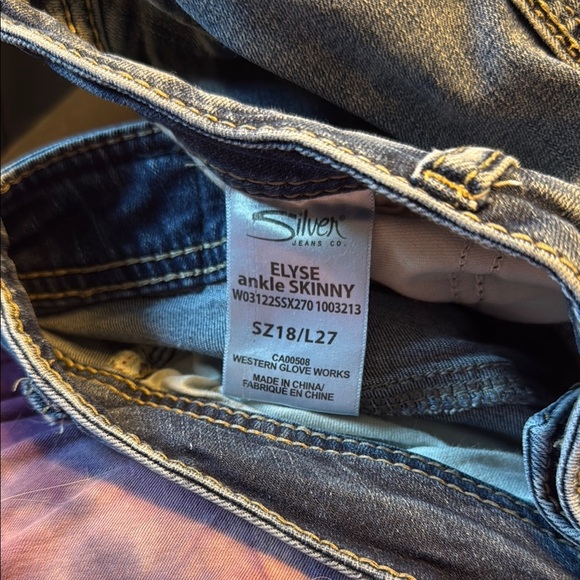 Silver®
JEANS CO.
ELYSE
ankle SKINNY
W03122SSX270 1003213
SZ18/L27
CA00508
WESTERN GLOVE WORKS
MADE IN CHINA/
FABRIQUÉ EN CHINE